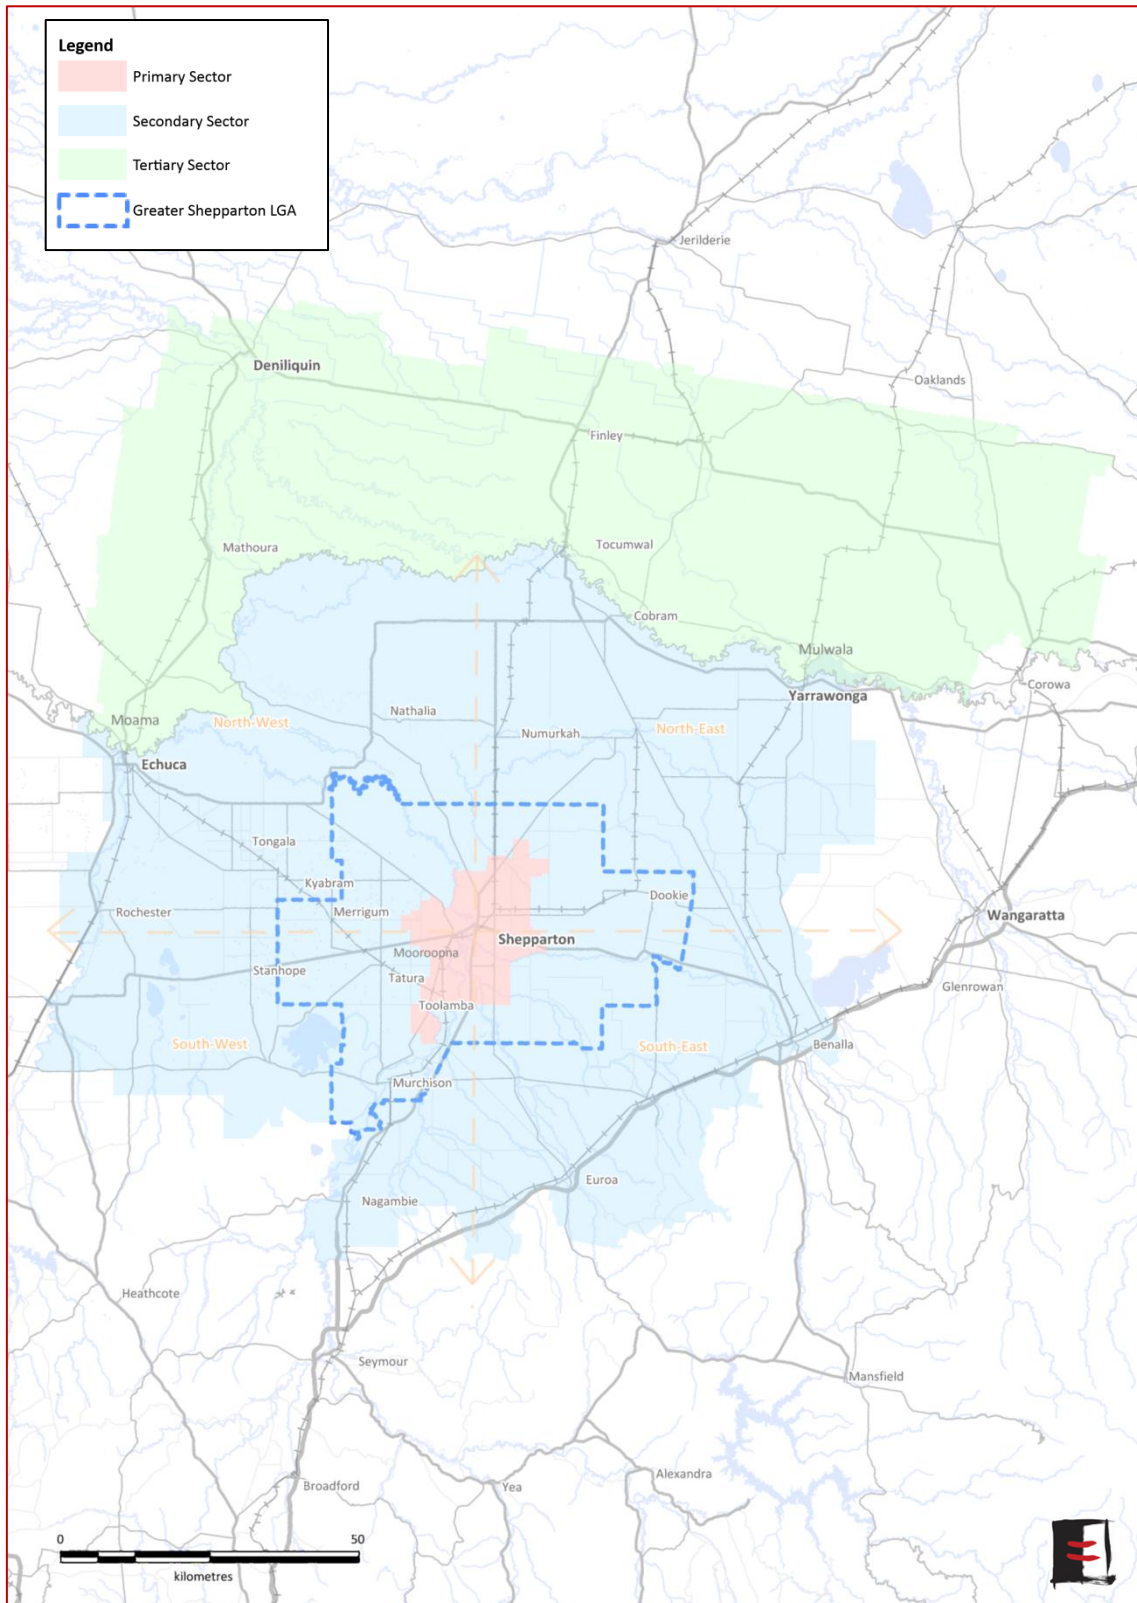 Legend
Primary Sector
Secondary Sector
Tertiary Sector
Greater Shepparton LGA
Jerilderie
Deniliquin
Oaklands
Finley
Mathoura
Tocumwal
Cobram
Mulwala
Corowa
Yarrawonga
Nathalia
Moama
North-West
North-East
Numurkah
Echuca
Tongala
Kyabram
Dookie
Rochester
Merrigum
Wangaratta
Shepparton
Mooroopna
Stanhope
Tatura
Glenrowan
Toolamba
South-West
South-East
Benalla
Murchison
Euroa
Nagambie
Heathcote
Seymour
Mansfield
Alexandra
Broadford
Yea
0 50
kilometres